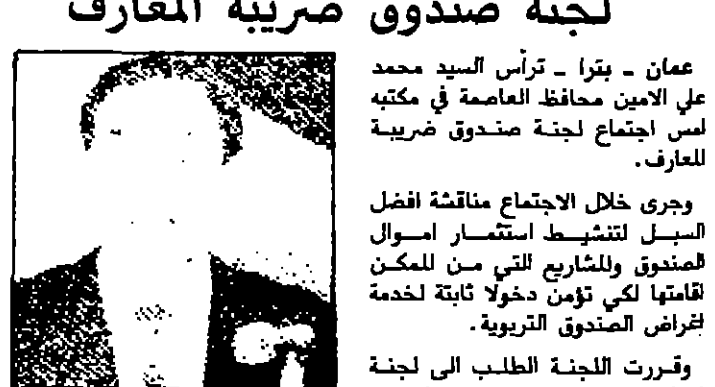 لجنة صندوق ضريبة المعارف
عمان ـ بترا ـ ترأس السيد محمد
علي الامين محافظ العاصمة في مكتبه
امس اجتماع لجنة صندوق ضريبة
المعارف.
وجرى خلال الاجتماع مناقشة افضل
السبل لتنشيط استثمار اموال
الصندوق والمشاريع التي من الممكن
اقامتها لكي تؤمن دخولا ثابتة لخدمة
اغراض الصندوق التربوية.
وقررت اللجنة الطلب الى لجنة